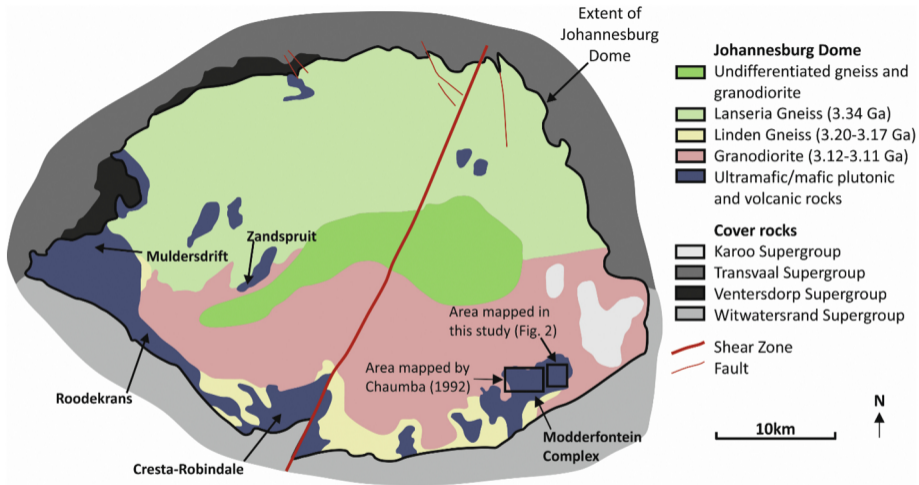 Extent of
Johannesburg
Dome
Muldersdrift
Zandspruit
Area mapped in
this study (Fig. 2)
Area mapped by
Chaumba (1992)
Roodekrans
Cresta-Robindale
Modderfontein
Complex
Johannesburg Dome
Undifferentiated gneiss and
granodiorite
Lanseria Gneiss (3.34 Ga)
Linden Gneiss (3.20-3.17 Ga)
Granodiorite (3.12-3.11 Ga)
Ultramafic/mafic plutonic
and volcanic rocks
Cover rocks
Karoo Supergroup
Transvaal Supergroup
Ventersdorp Supergroup
Witwatersrand Supergroup
Shear Zone
Fault
N
10km